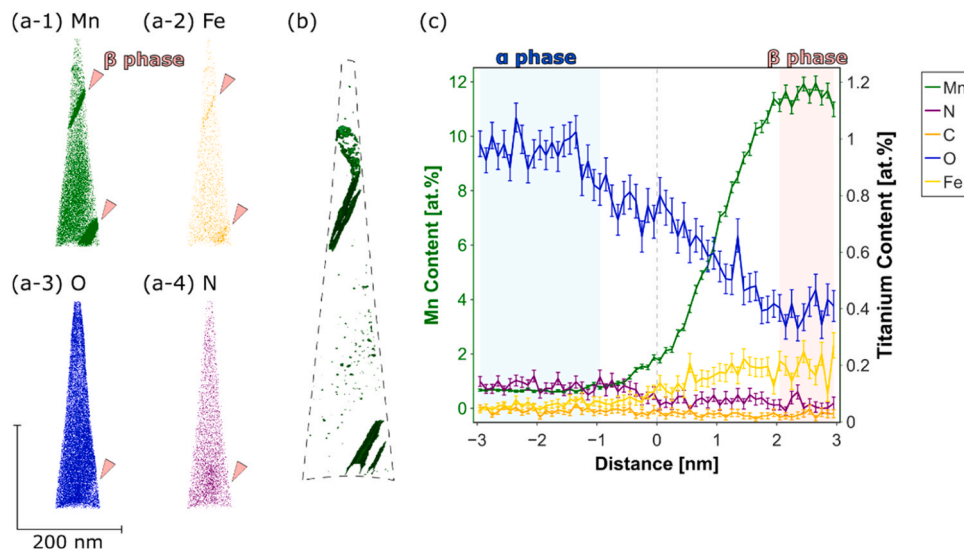 (a-1) Mn
(a-2) Fe
(b)
(c)
β phase
α phase
β phase
12
10
8
6
4
2
0
Mn Content [at.%]
1.2
1
0.8
0.6
0.4
0.2
0
Titanium Content [at.%]
Mn
N
C
O
Fe
(a-3) O
(a-4) N
−3
−2
−1
0
1
2
3
Distance [nm]
200 nm